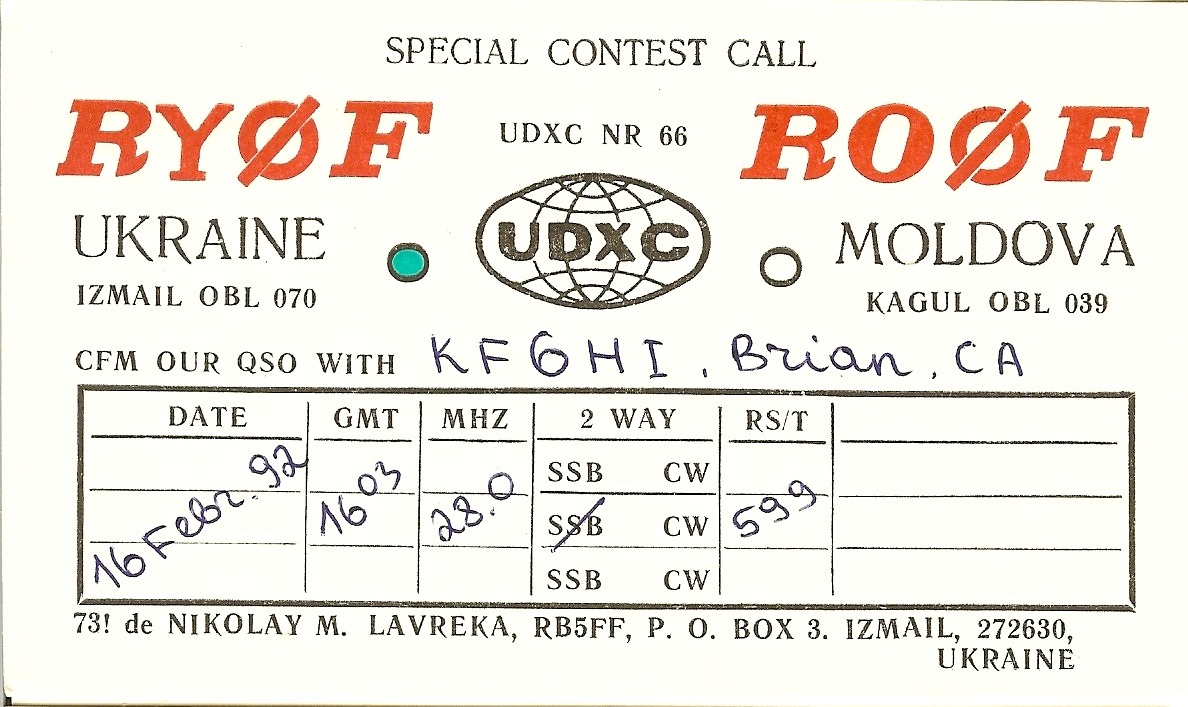 SPECIAL CONTEST CALL
RYØF UDXC NR 66 ROØF
UDXC
UKRAINE MOLDOVA
IZMAIL OBL 070 KAGUL OBL 039
CFM OUR QSO WITH KF6HI, Brian, CA
DATE GMT MHZ 2 WAY RS/T
SSB CW
16 Febr. 92 1603 28.0 SSB CW 599
SSB CW
73! de NIKOLAY M. LAVREKA, RB5FF, P. O. BOX 3. IZMAIL, 272630,
UKRAINE